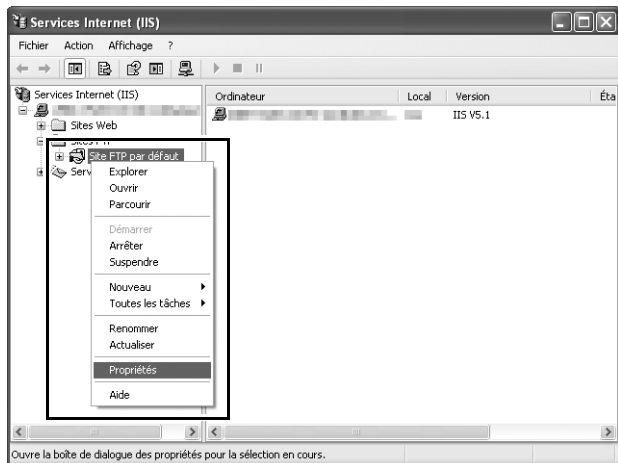 Services Internet (IIS)
Fichier Action Affichage ?
Services Internet (IIS)
Sites Web
Site FTP par défaut
Serv
Explorer
Ouvrir
Parcourir
Démarrer
Arrêter
Suspendre
Nouveau
Toutes les tâches
Renommer
Actualiser
Propriétés
Aide
Ordinateur Local Version Éta
IIS V5.1
Ouvre la boîte de dialogue des propriétés pour la sélection en cours.